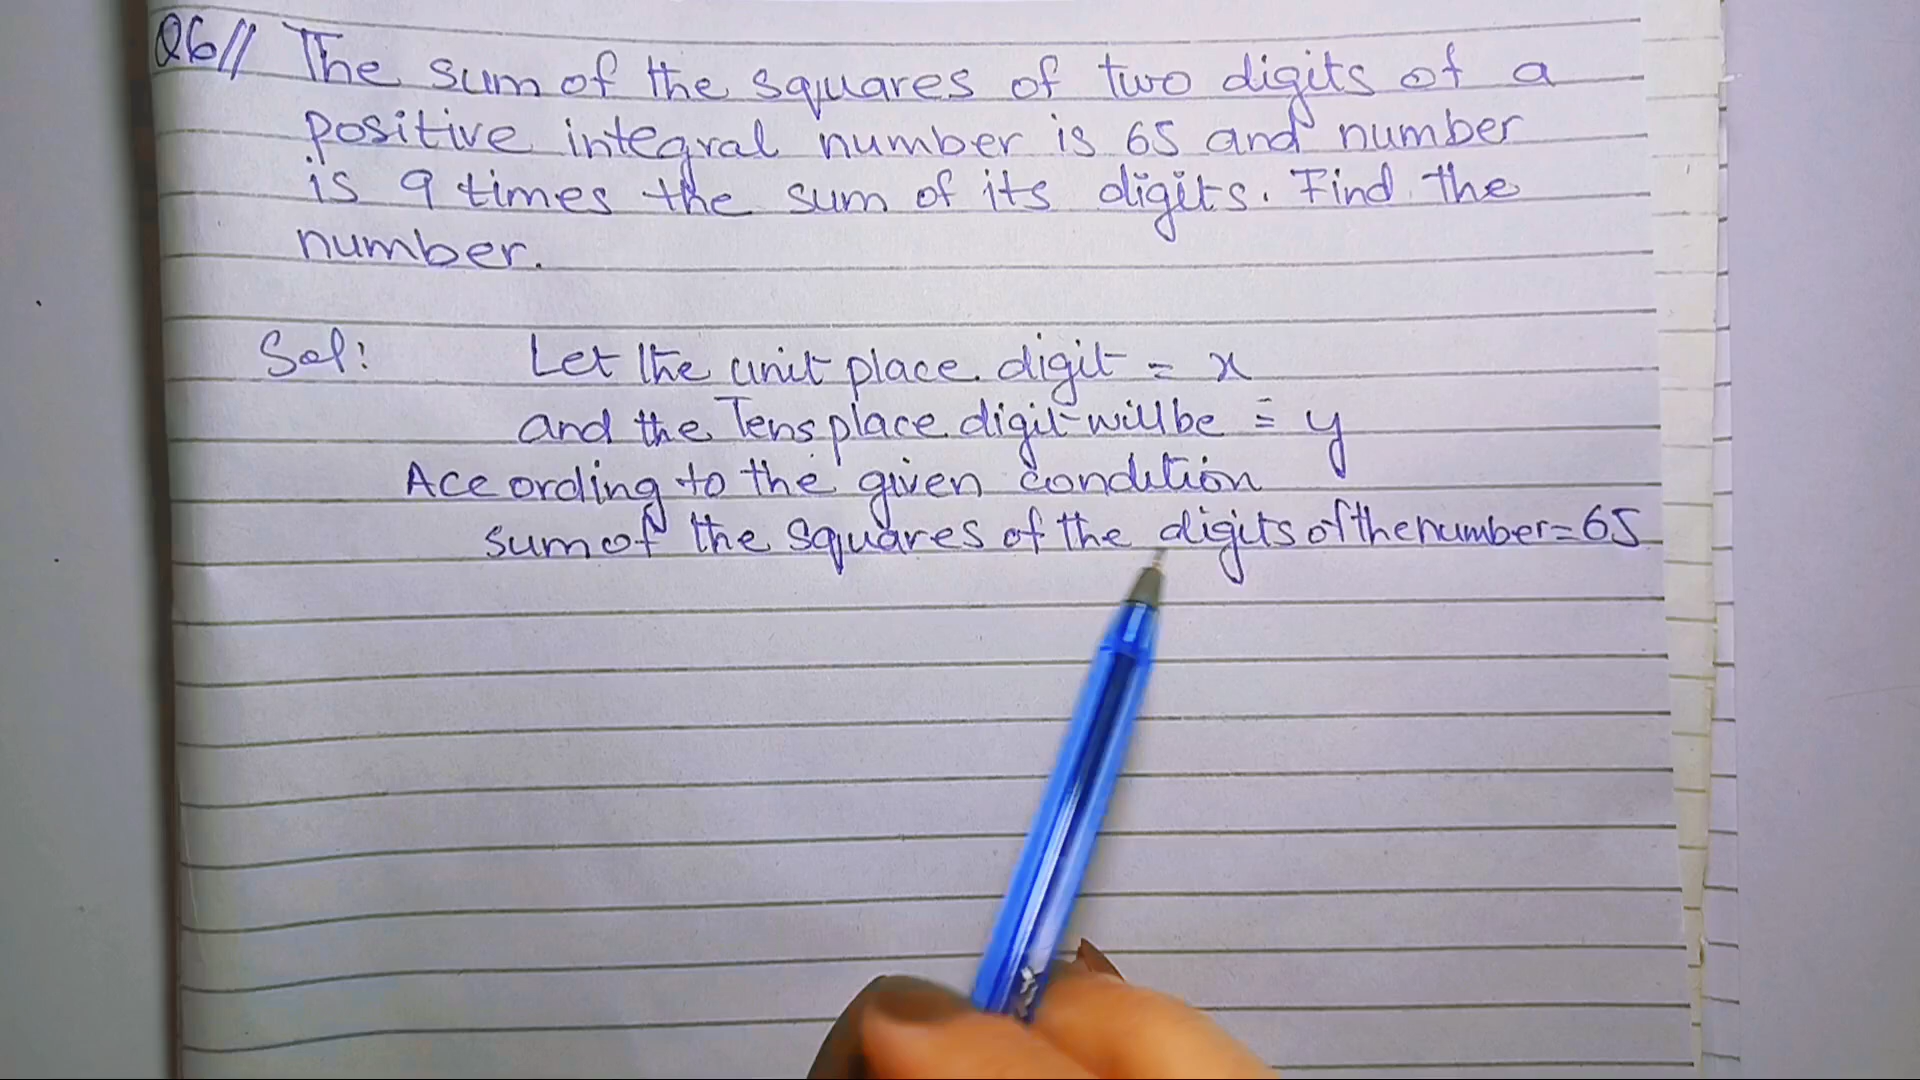 Q6// The sum of the squares of two digits of a
positive integral number is 65 and number
is 9 times the sum of its digits. Find the
number.
Sol: Let the unit place digit = x
and the Tens place digit will be = y
According to the given condition
sum of the squares of the digits of the number = 65